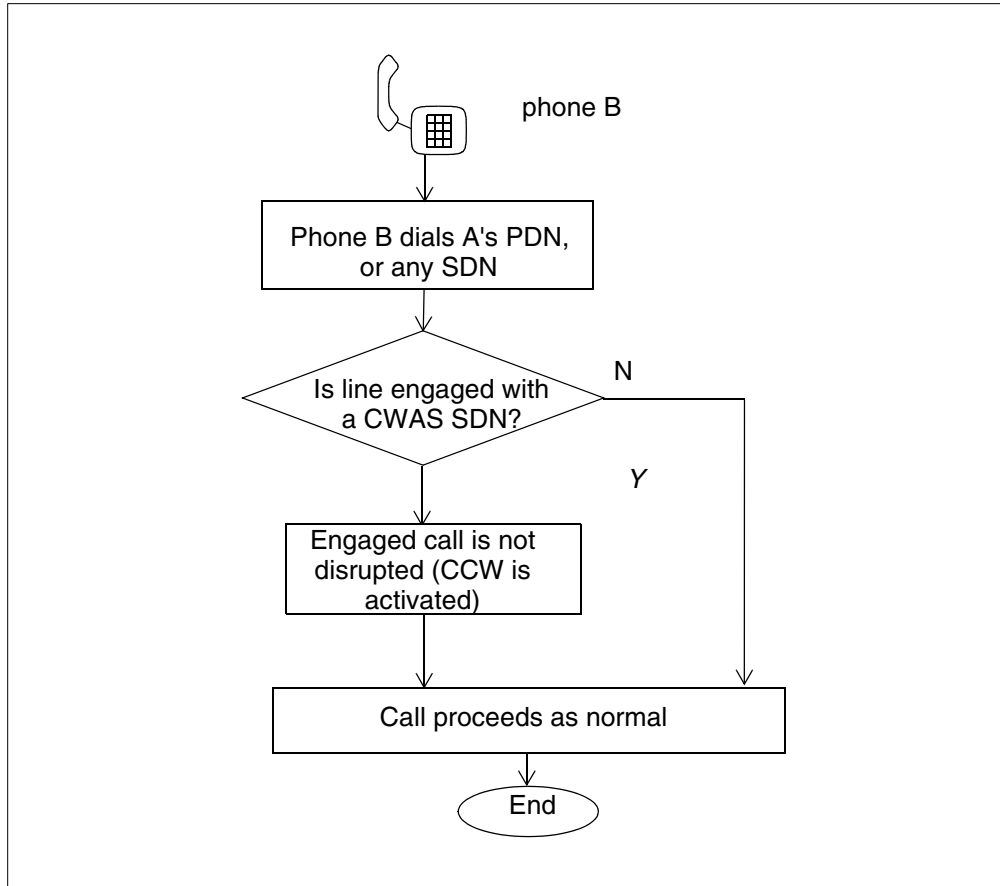 phone B
Phone B dials A's PDN,
or any SDN
N
Is line engaged with
a CWAS SDN?
Y
Engaged call is not
disrupted (CCW is
activated)
Call proceeds as normal
End